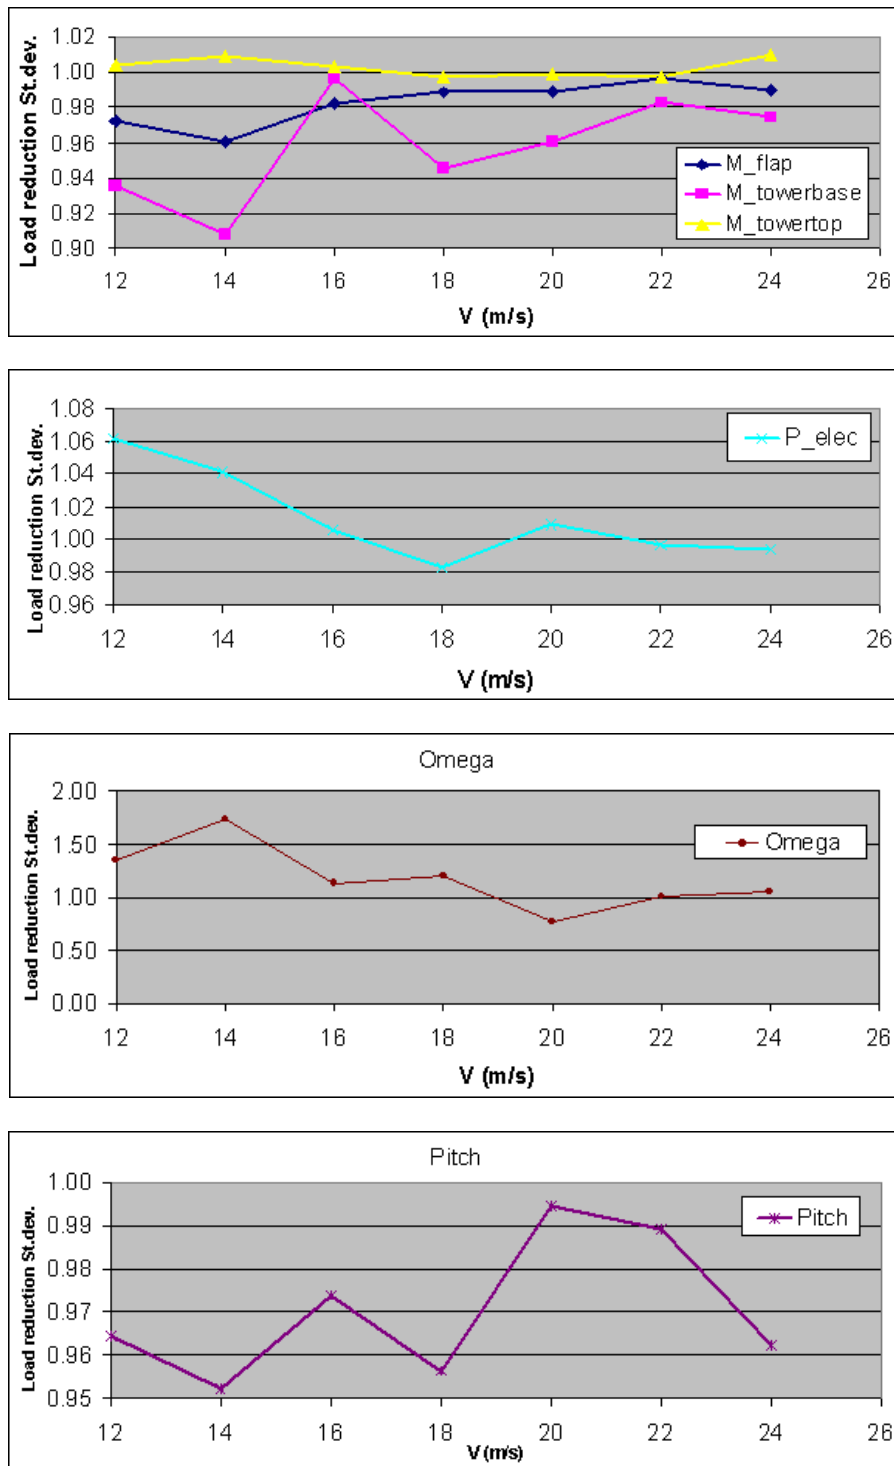 Load reduction St.dev.
1.02
1.00
0.98
0.96
0.94
0.92
0.90
M_flap
M_towerbase
M_towertop
12 14 16 18 20 22 24 26
V (m/s)
Load reduction St.dev.
1.08
1.06
1.04
1.02
1.00
0.98
0.96
P_elec
12 14 16 18 20 22 24 26
V (m/s)
Omega
Load reduction St.dev.
2.00
1.50
1.00
0.50
0.00
Omega
12 14 16 18 20 22 24 26
V (m/s)
Pitch
Load reduction St.dev.
1.00
0.99
0.98
0.97
0.96
0.95
Pitch
12 14 16 18 20 22 24 26
V (m/s)